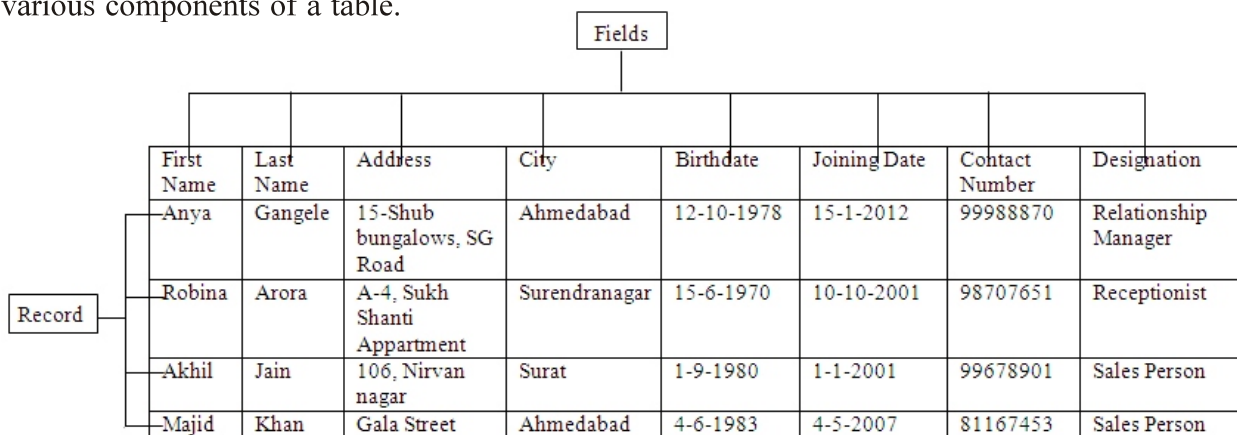 various components of a table.
Fields
First Name Last Name Address City Birthdate Joining Date Contact Number Designation
Anya Gangele 15-Shub bungalows, SG Road Ahmedabad 12-10-1978 15-1-2012 99988870 Relationship Manager
Record
Robina Arora A-4, Sukh Shanti Appartment Surendranagar 15-6-1970 10-10-2001 98707651 Receptionist
Akhil Jain 106, Nirvan nagar Surat 1-9-1980 1-1-2001 99678901 Sales Person
Majid Khan Gala Street Ahmedabad 4-6-1983 4-5-2007 81167453 Sales Person